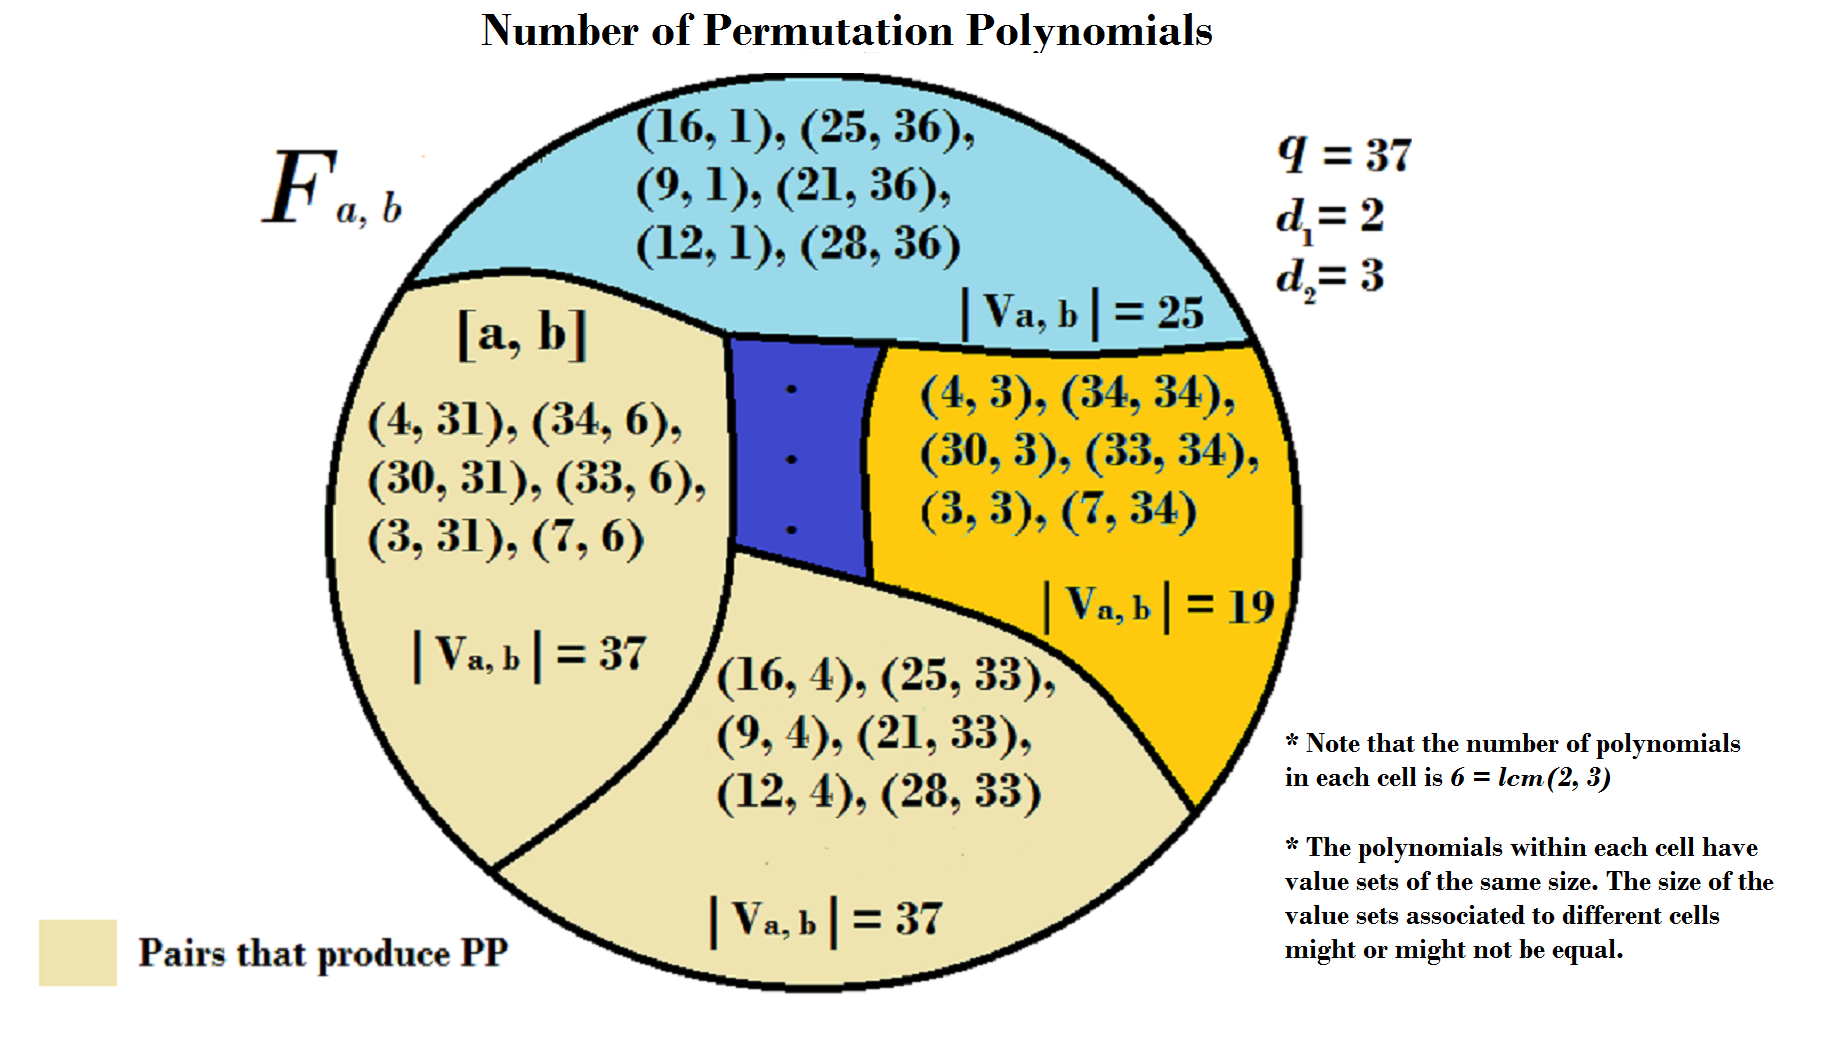 Number of Permutation Polynomials
F a, b
(16, 1), (25, 36),
(9, 1), (21, 36),
(12, 1), (28, 36)
| Va, b | = 25
q = 37
d1= 2
d2= 3
[a, b]
(4, 31), (34, 6),
(30, 31), (33, 6),
(3, 31), (7, 6)
| Va, b | = 37
(4, 3), (34, 34),
(30, 3), (33, 34),
(3, 3), (7, 34)
| Va, b | = 19
(16, 4), (25, 33),
(9, 4), (21, 33),
(12, 4), (28, 33)
| Va, b | = 37
* Note that the number of polynomials
in each cell is 6 = lcm(2, 3)
* The polynomials within each cell have
value sets of the same size. The size of the
value sets associated to different cells
might or might not be equal.
Pairs that produce PP